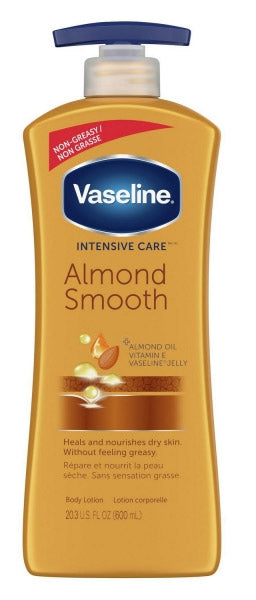 NON-GREASY /
NON GRASSE
Vaseline
INTENSIVE CARE™/MC
Almond
Smooth
+ALMOND OIL
VITAMIN E
VASELINE® JELLY
Heals and nourishes dry skin.
Without feeling greasy.
Répare et nourrit la peau
sèche. Sans sensation grasse.
Body Lotion Lotion corporelle
20.3 U.S. FL OZ (600 mL)